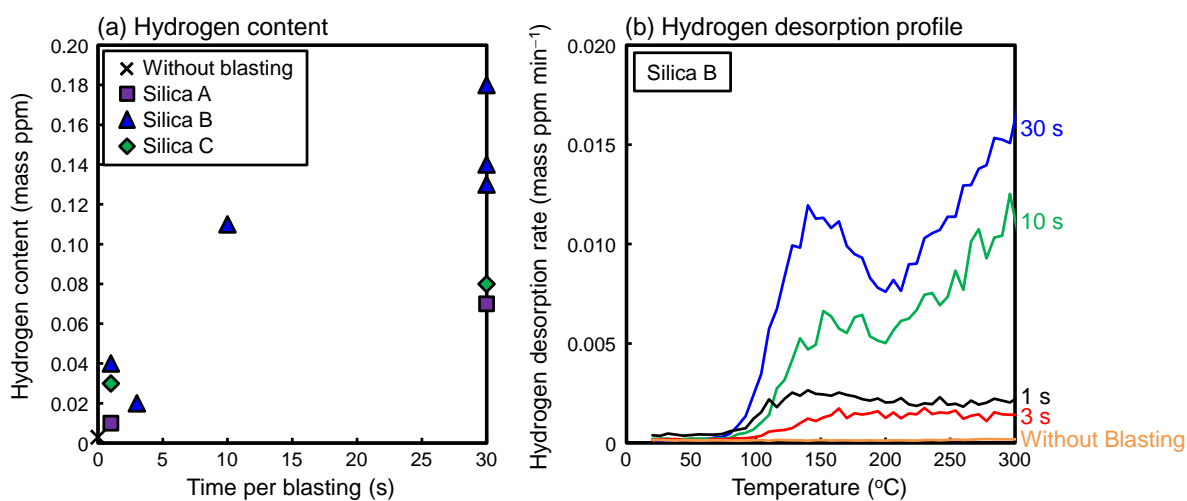 (a) Hydrogen content
Hydrogen content (mass ppm)
0.20
0.18
0.16
0.14
0.12
0.10
0.08
0.06
0.04
0.02
0
Without blasting
Silica A
Silica B
Silica C
0 5 10 15 20 25 30
Time per blasting (s)
(b) Hydrogen desorption profile
Hydrogen desorption rate (mass ppm min⁻¹)
0.020
0.015
0.010
0.005
0
Silica B
30 s
10 s
1 s
3 s
Without Blasting
0 50 100 150 200 250 300
Temperature (°C)